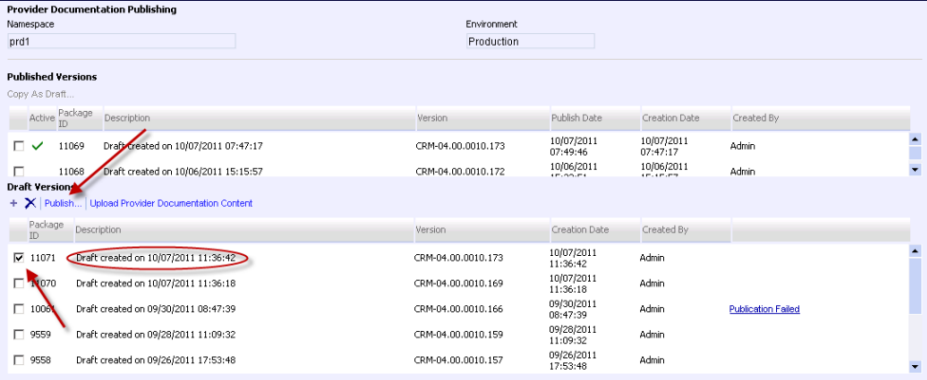 Provider Documentation Publishing
Namespace Environment
prd1 Production
Published Versions
Copy As Draft...
Active Package ID Description Version Publish Date Creation Date Created By
11069 Draft created on 10/07/2011 07:47:17 CRM-04.00.0010.173 10/07/2011 07:49:46 10/07/2011 07:47:17 Admin
11068 Draft created on 10/06/2011 15:15:57 CRM-04.00.0010.172 10/06/2011 10/06/2011 Admin
Draft Versions
Publish... Upload Provider Documentation Content
Package ID Description Version Creation Date Created By
11071 Draft created on 10/07/2011 11:36:42 CRM-04.00.0010.173 10/07/2011 11:36:42 Admin
11070 Draft created on 10/07/2011 11:36:18 CRM-04.00.0010.169 10/07/2011 11:36:18 Admin
Draft created on 09/30/2011 08:47:39 CRM-04.00.0010.166 09/30/2011 08:47:39 Admin Publication Failed
9559 Draft created on 09/28/2011 11:09:32 CRM-04.00.0010.159 09/28/2011 11:09:32 Admin
9558 Draft created on 09/26/2011 17:53:48 CRM-04.00.0010.157 09/26/2011 17:53:48 Admin